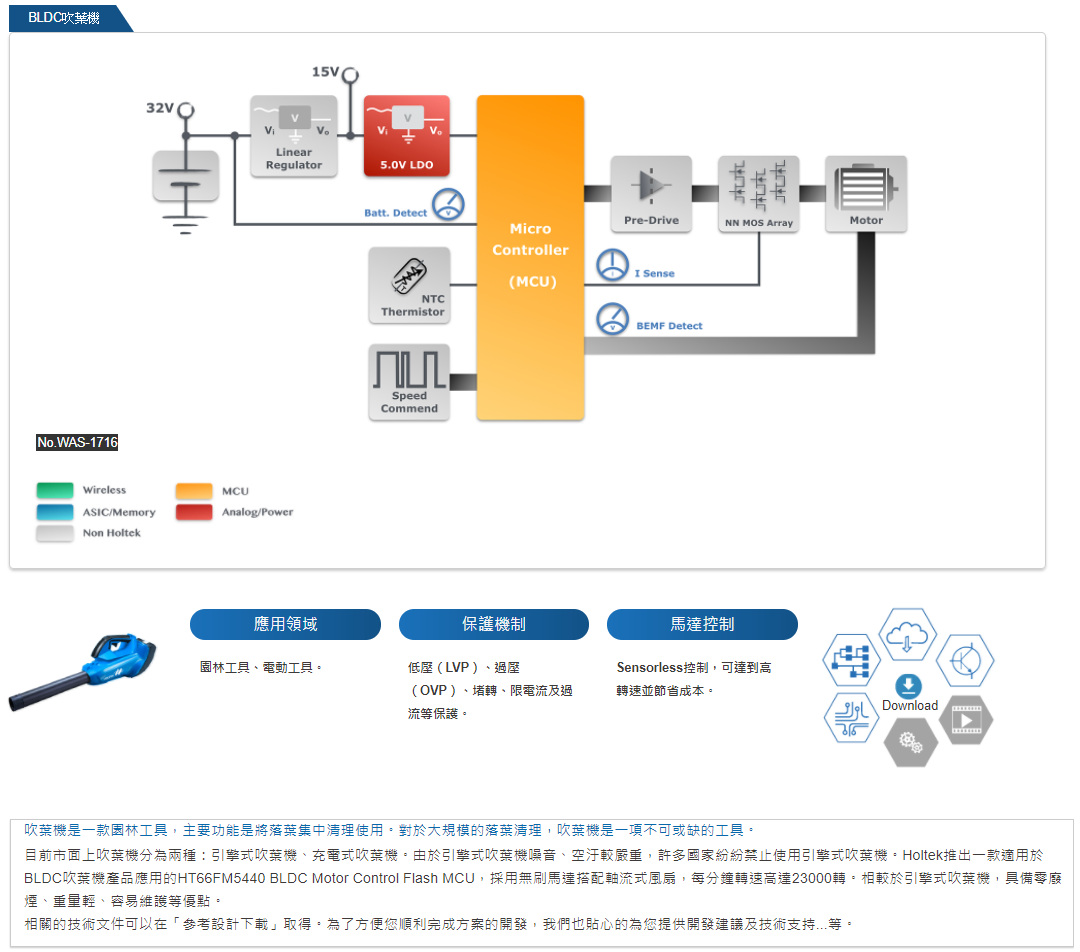 BLDC吹葉機
15V
32V
V
Vi
Vo
Linear
Regulator
V
Vi
Vo
5.0V LDO
Batt. Detect
V
Micro
Controller
(MCU)
Pre-Drive
NN MOS Array
Motor
I
I Sense
NTC
Thermistor
V
BEMF Detect
Speed
Commend
No.WAS-1716
Wireless
MCU
ASIC/Memory
Analog/Power
Non Holtek
應用領域
保護機制
馬達控制
園林工具、電動工具。
低壓（LVP）、過壓
（OVP）、堵轉、限電流及過
流等保護。
Sensorless控制，可達到高
轉速並節省成本。
Download
吹葉機是一款園林工具，主要功能是將落葉集中清理使用。對於大規模的落葉清理，吹葉機是一項不可或缺的工具。
目前市面上吹葉機分為兩種：引擎式吹葉機、充電式吹葉機。由於引擎式吹葉機噪音、空汙較嚴重，許多國家紛紛禁止使用引擎式吹葉機。Holtek推出一款適用於
BLDC吹葉機產品應用的HT66FM5440 BLDC Motor Control Flash MCU，採用無刷馬達搭配軸流式風扇，每分鐘轉速高達23000轉。相較於引擎式吹葉機，具備零廢
煙、重量輕、容易維護等優點。
相關的技術文件可以在「參考設計下載」取得。為了方便您順利完成方案的開發，我們也貼心的為您提供開發建議及技術支持...等。